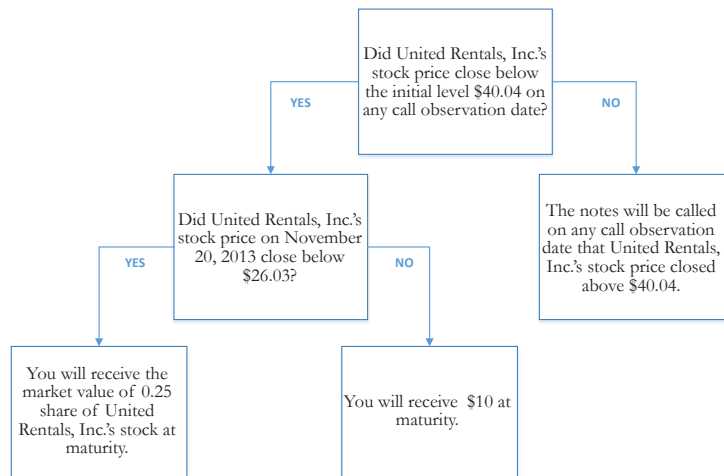 Did United Rentals, Inc.'s
stock price close below
the initial level $40.04 on
any call observation date?
YES
NO
Did United Rentals, Inc.'s
stock price on November
20, 2013 close below
$26.03?
The notes will be called
on any call observation
date that United Rentals,
Inc.'s stock price closed
above $40.04.
YES
NO
You will receive the
market value of 0.25
share of United
Rentals, Inc.'s stock at
maturity.
You will receive $10 at
maturity.